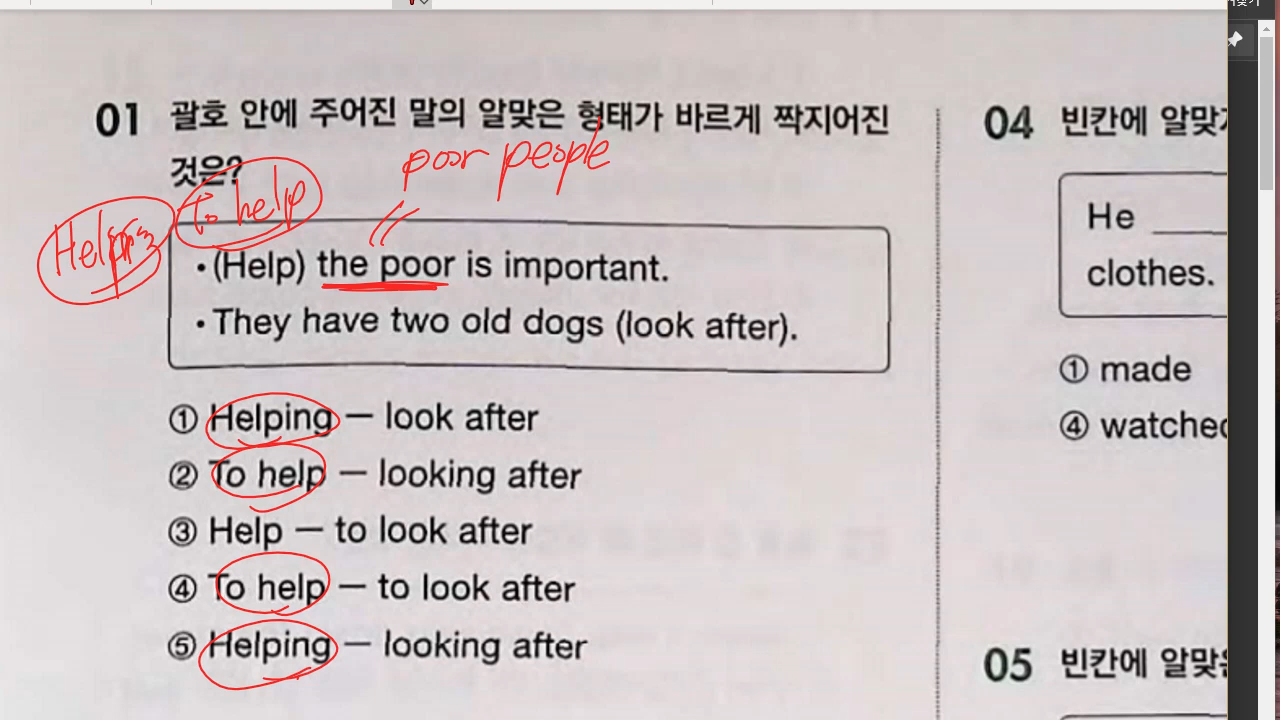 01 괄호 안에 주어진 말의 알맞은 형태가 바르게 짝지어진
것은?
poor people
to help
Helping
• (Help) the poor is important.
• They have two old dogs (look after).
① Helping — look after
② To help — looking after
③ Help — to look after
④ To help — to look after
⑤ Helping — looking after
04 빈칸에 알맞
He ____
clothes.
① made
④ watched
05 빈칸에 알맞은